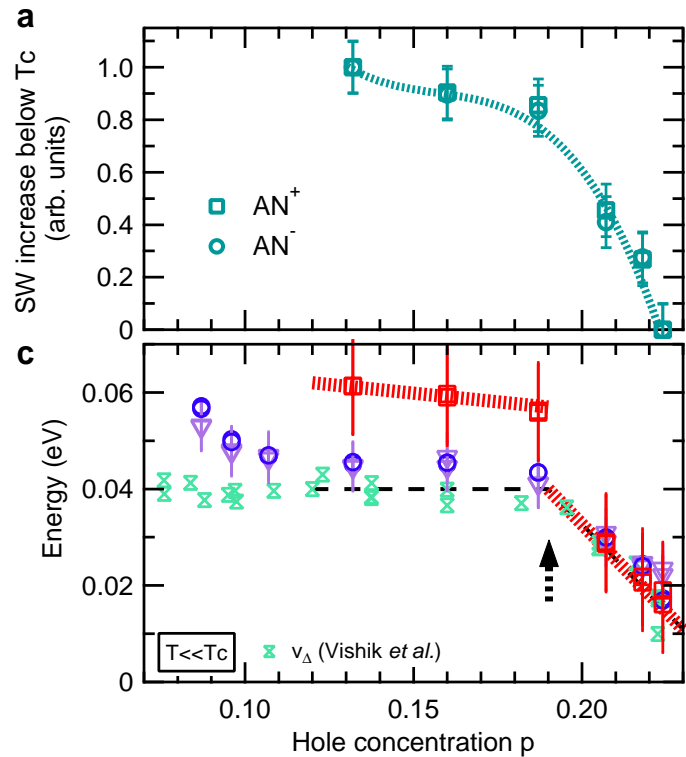 a
SW increase below Tc
(arb. units)
1.0
0.8
0.6
0.4
0.2
0
AN+
AN-
c
Energy (eV)
0.06
0.04
0.02
0
T<<Tc
vΔ (Vishik et al.)
0.10
0.15
0.20
Hole concentration p